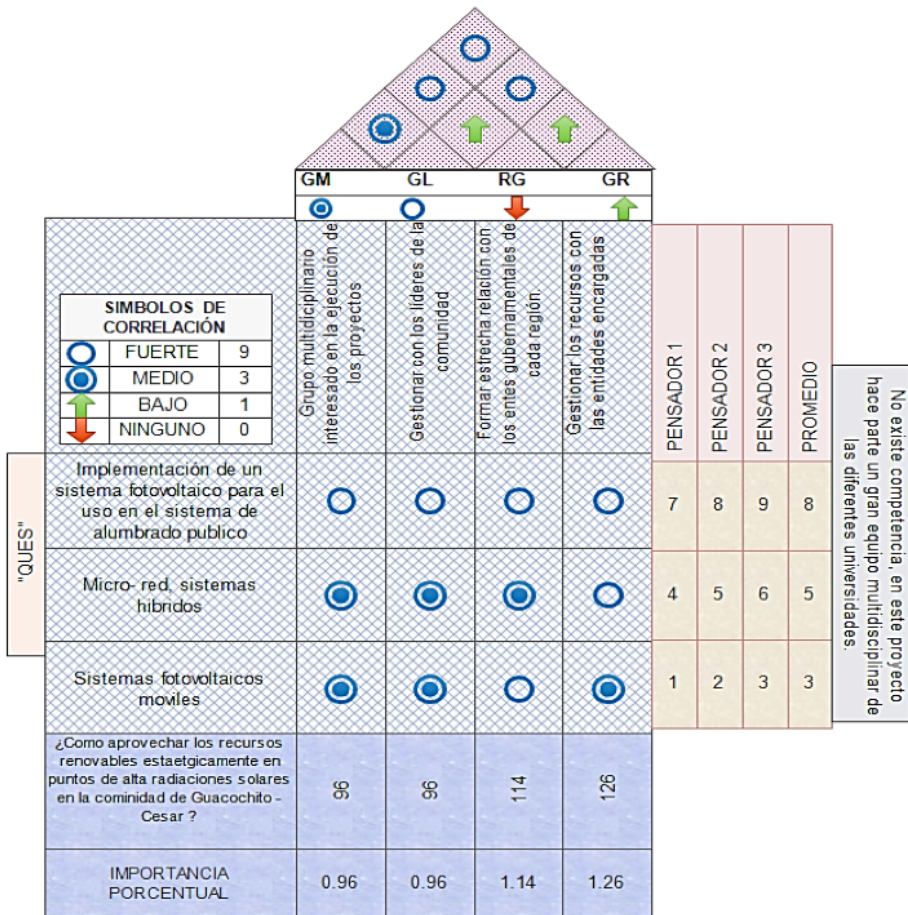 GM GL RG GR
SIMBOLOS DE
CORRELACIÓN
FUERTE 9
MEDIO 3
BAJO 1
NINGUNO 0
Grupo multidiciplinario
interesado en la ejecución de
los proyectos
Gestionar con los líderes de la
comunidad
Formar estrecha relación con
los entes gubernamentales de
cada región.
Gestionar los recursos con
las entidades encargadas
PENSADOR 1
PENSADOR 2
PENSADOR 3
PROMEDIO
No existe competencia, en este proyecto
hace parte un gran equipo multidisciplinar de
las diferentes universidades.
"QUES"
Implementación de un
sistema fotovoltaico para el
uso en el sistema de
alumbrado publico
7 8 9 8
Micro- red, sistemas
hibridos
4 5 6 5
Sistemas fotovoltaicos
moviles
1 2 3 3
¿Como aprovechar los recursos
renovables estaetgicamente en
puntos de alta radiaciones solares
en la cominidad de Guacochito -
Cesar ?
96 96 114 126
IMPORTANCIA
PORCENTUAL
0.96 0.96 1.14 1.26